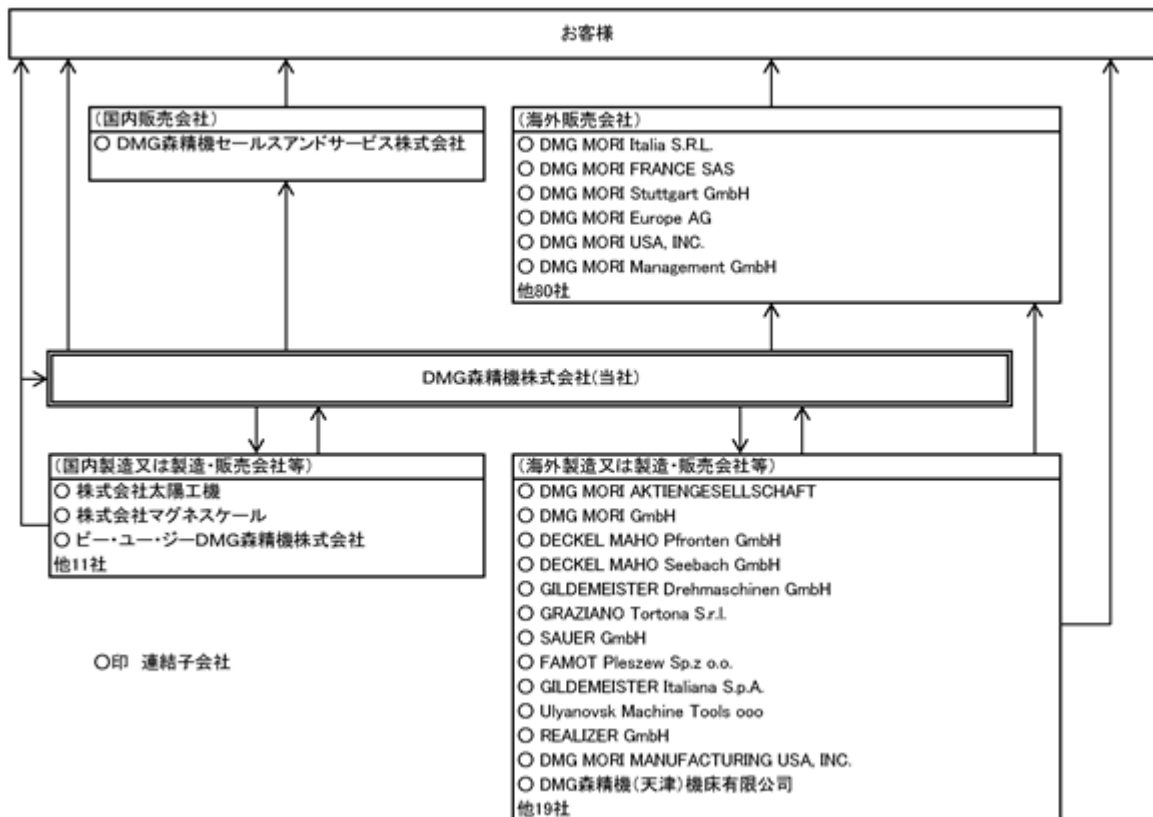 お客様
(国内販売会社)
○ DMG森精機セールスアンドサービス株式会社
(海外販売会社)
○ DMG MORI Italia S.R.L.
○ DMG MORI FRANCE SAS
○ DMG MORI Stuttgart GmbH
○ DMG MORI Europe AG
○ DMG MORI USA, INC.
○ DMG MORI Management GmbH
他80社
DMG森精機株式会社(当社)
(国内製造又は製造・販売会社等)
○ 株式会社太陽工機
○ 株式会社マグネスケール
○ ビー・ユー・ジーDMG森精機株式会社
他11社
○印 連結子会社
(海外製造又は製造・販売会社等)
○ DMG MORI AKTIENGESELLSCHAFT
○ DMG MORI GmbH
○ DECKEL MAHO Pfronten GmbH
○ DECKEL MAHO Seebach GmbH
○ GILDEMEISTER Drehmaschinen GmbH
○ GRAZIANO Tortona S.r.l.
○ SAUER GmbH
○ FAMOT Pleszew Sp.z o.o.
○ GILDEMEISTER Italiana S.p.A.
○ Ulyanovsk Machine Tools ooo
○ REALIZER GmbH
○ DMG MORI MANUFACTURING USA, INC.
○ DMG森精機(天津)機床有限公司
他19社